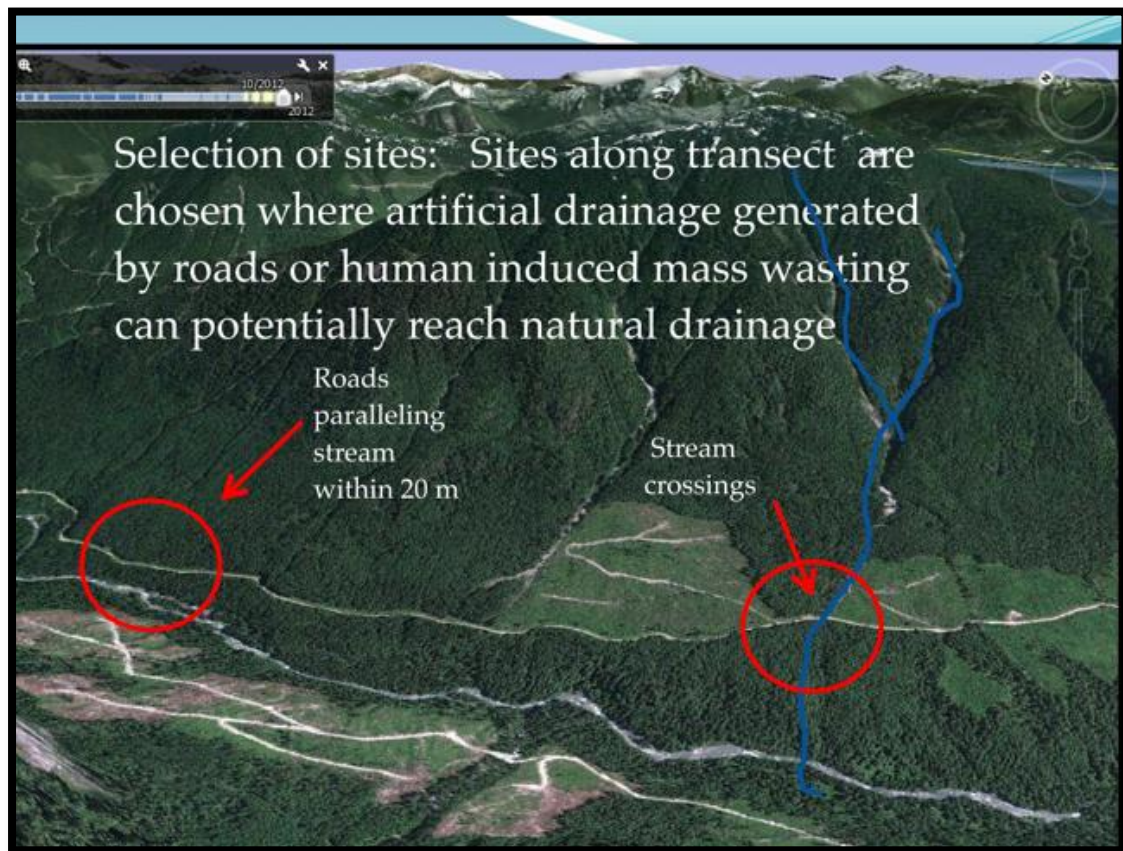 10/2012
2012
Selection of sites: Sites along transect are
chosen where artificial drainage generated
by roads or human induced mass wasting
can potentially reach natural drainage
Roads
paralleling
stream
within 20 m
Stream
crossings